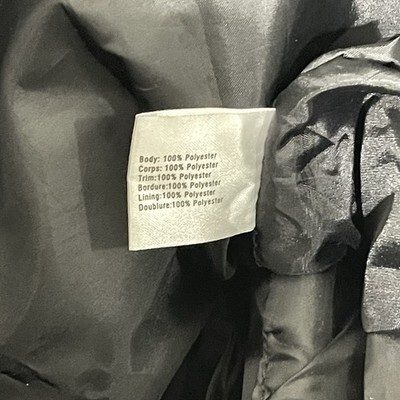 Body: 100% Polyester
Corps: 100% Polyester
Trim:100% Polyester
Bordure:100% Polyester
Lining:100% Polyester
Doublure:100% Polyester